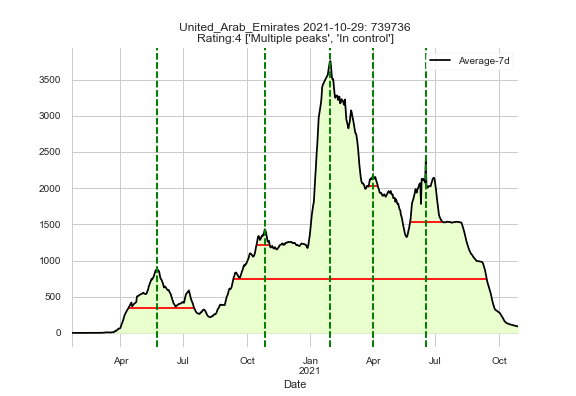 United_Arab_Emirates 2021-10-29: 739736
Rating:4 ['Multiple peaks', 'In control']
Average-7d
3500
3000
2500
2000
1500
1000
500
0
Apr
Jul
Oct
Jan
2021
Apr
Jul
Oct
Date